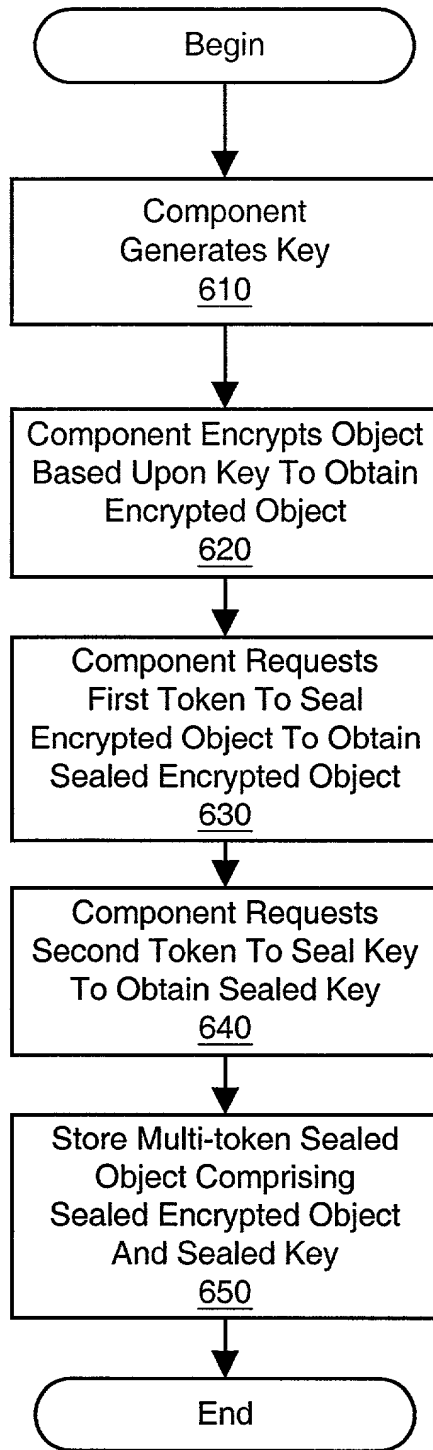 Begin
Component
Generates Key
610
Component Encrypts Object
Based Upon Key To Obtain
Encrypted Object
620
Component Requests
First Token To Seal
Encrypted Object To Obtain
Sealed Encrypted Object
630
Component Requests
Second Token To Seal Key
To Obtain Sealed Key
640
Store Multi-token Sealed
Object Comprising
Sealed Encrypted Object
And Sealed Key
650
End